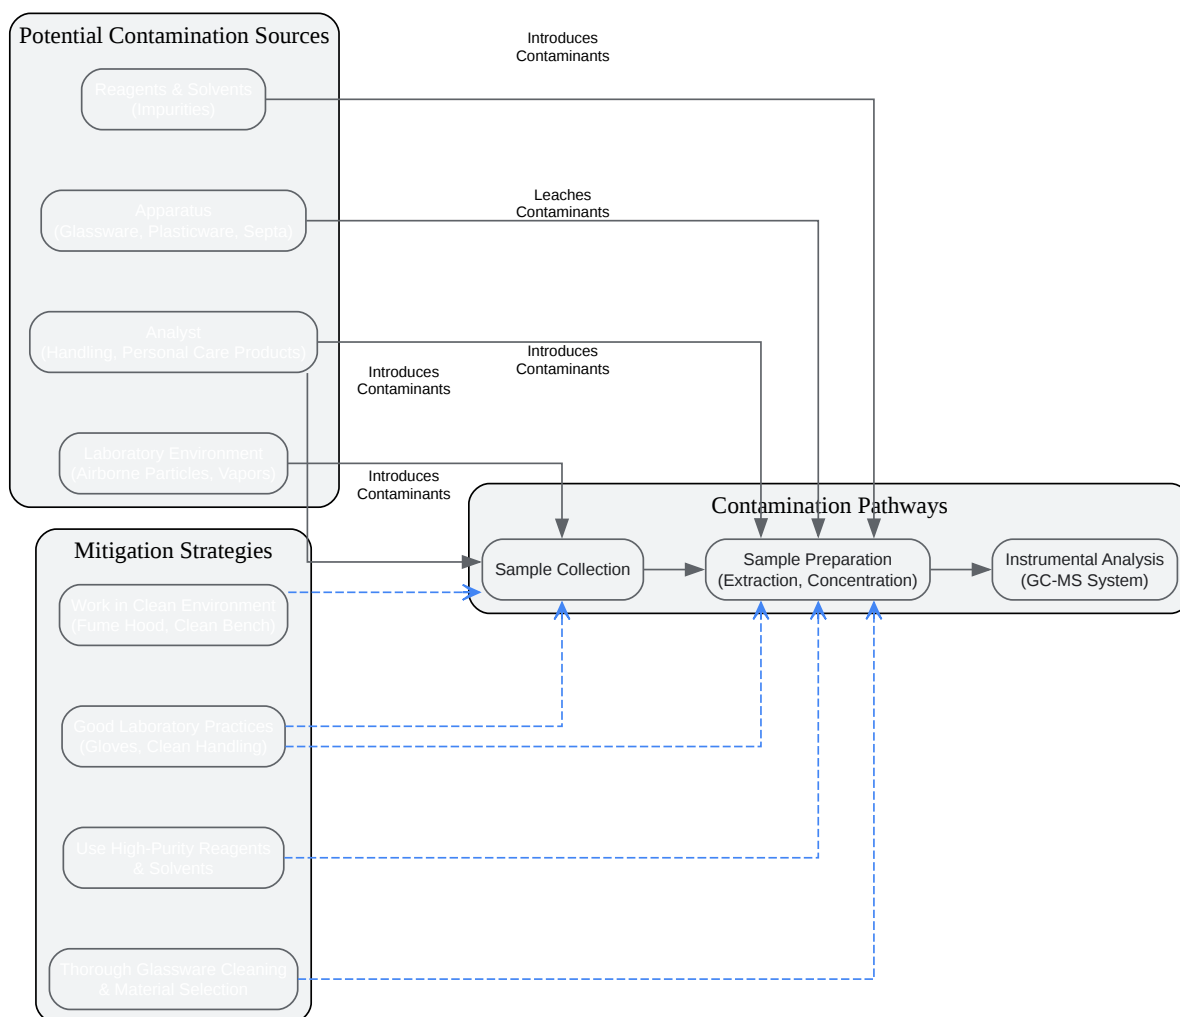 Potential Contamination Sources
Introduces
Contaminants
Reagents & Solvents
(Impurities)
Leaches
Contaminants
Apparatus
(Glassware, Plasticware, Septa)
Analyst
(Handling, Personal Care Products)
Introduces
Contaminants
Introduces
Contaminants
Laboratory Environment
(Airborne Particles, Vapors)
Introduces
Contaminants
Contamination Pathways
Sample Collection
Sample Preparation
(Extraction, Concentration)
Instrumental Analysis
(GC-MS System)
Mitigation Strategies
Work in Clean Environment
(Fume Hood, Clean Bench)
Good Laboratory Practices
(Gloves, Clean Handling)
Use High-Purity Reagents
& Solvents
Thorough Glassware Cleaning
& Material Selection